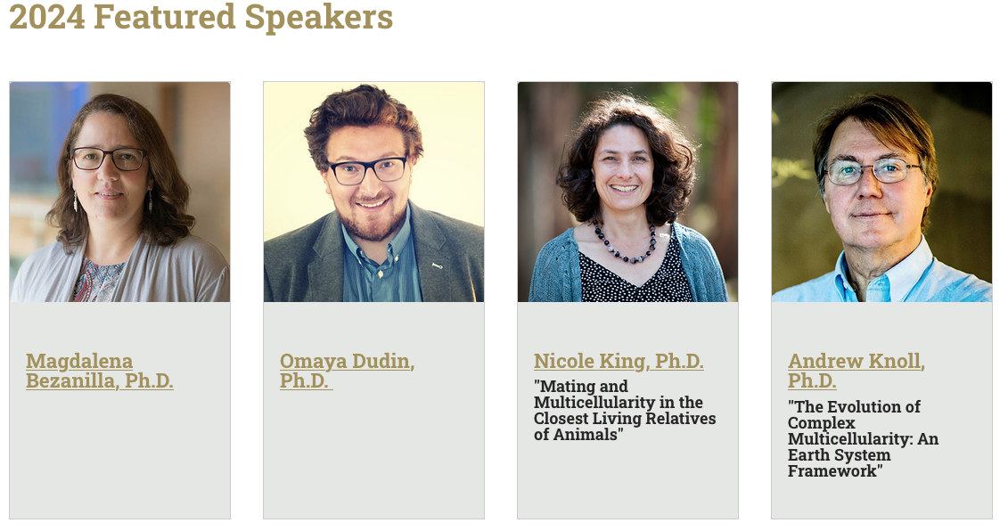 2024 Featured Speakers
Magdalena
Bezanilla, Ph.D.
Omaya Dudin,
Ph.D.
Nicole King, Ph.D.
"Mating and
Multicellularity in the
Closest Living Relatives
of Animals"
Andrew Knoll,
Ph.D.
"The Evolution of
Complex
Multicellularity: An
Earth System
Framework"